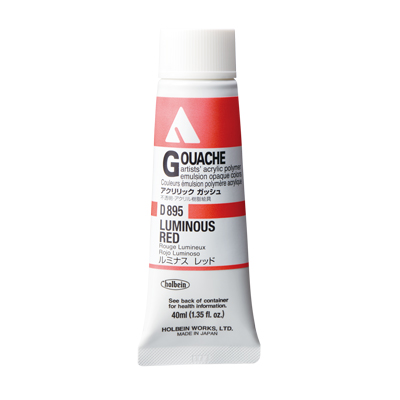 GOUACHE
artists' acrylic polymer
emulsion opaque colors
Couleurs émulsion polymère acrylique
アクリリック ガッシュ
不透明 アクリル樹脂絵具
D 895
LUMINOUS
RED
Rouge Lumineux
Rojo Luminoso
ルミナス レッド
holbein
See back of container
for health information.
40ml (1.35 fl. oz.)
HOLBEIN WORKS, LTD.
MADE IN JAPAN